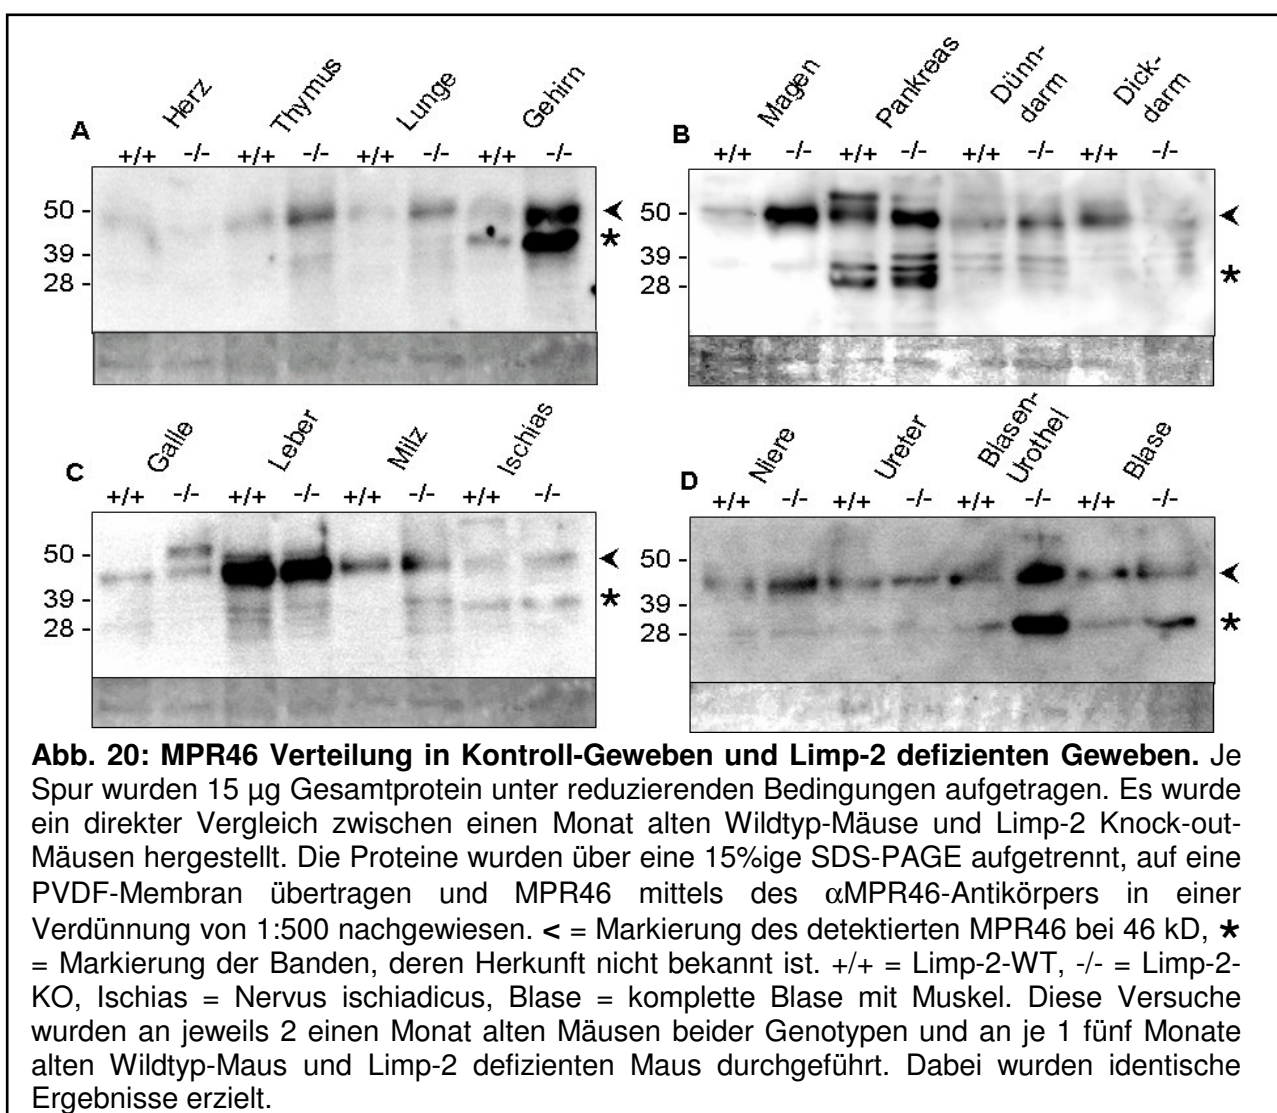 Herz Thymus Lunge Gehirn
A
+/+ -/- +/+ -/- +/+ -/- +/+ -/-
50 -
39 -
28 -
*
Magen Pankreas Dünn-
darm Dick-
darm
B
+/+ -/- +/+ -/- +/+ -/- +/+ -/-
50 -
39 -
28 -
*
Galle Leber Milz Ischias
C
+/+ -/- +/+ -/- +/+ -/- +/+ -/-
50 -
39 -
28 -
*
Niere Ureter Blasen-
Urothel Blase
D
+/+ -/- +/+ -/- +/+ -/- +/+ -/-
50 -
39 -
28 -
*
Abb. 20: MPR46 Verteilung in Kontroll-Geweben und Limp-2 defizienten Geweben. Je
Spur wurden 15 µg Gesamtprotein unter reduzierenden Bedingungen aufgetragen. Es wurde
ein direkter Vergleich zwischen einen Monat alten Wildtyp-Mäuse und Limp-2 Knock-out-
Mäusen hergestellt. Die Proteine wurden über eine 15%ige SDS-PAGE aufgetrennt, auf eine
PVDF-Membran übertragen und MPR46 mittels des αMPR46-Antikörpers in einer
Verdünnung von 1:500 nachgewiesen. < = Markierung des detektierten MPR46 bei 46 kD, *
= Markierung der Banden, deren Herkunft nicht bekannt ist. +/+ = Limp-2-WT, -/- = Limp-2-
KO, Ischias = Nervus ischiadicus, Blase = komplette Blase mit Muskel. Diese Versuche
wurden an jeweils 2 einen Monat alten Mäusen beider Genotypen und an je 1 fünf Monate
alten Wildtyp-Maus und Limp-2 defizienten Maus durchgeführt. Dabei wurden identische
Ergebnisse erzielt.